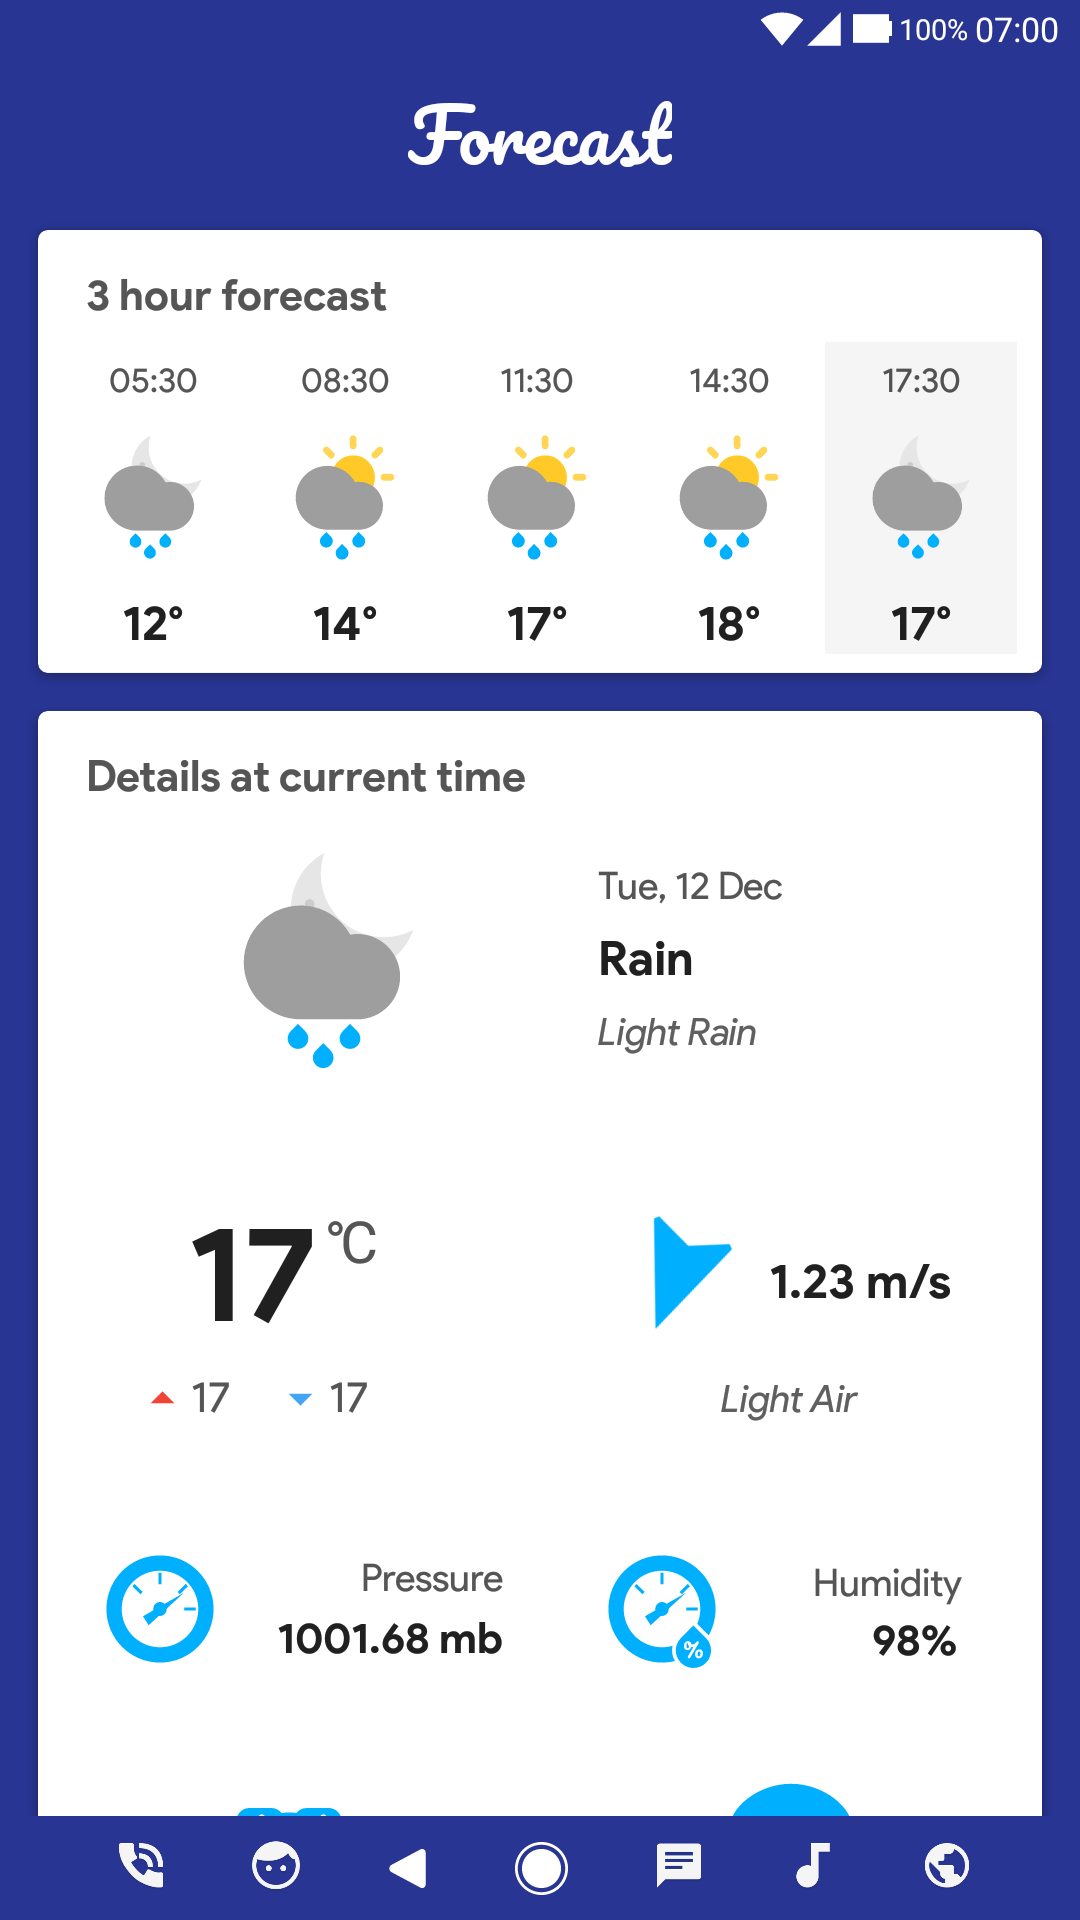 100% 07:00
Forecast
3 hour forecast
05:30 08:30 11:30 14:30 17:30
12° 14° 17° 18° 17°
Details at current time
Tue, 12 Dec
Rain
Light Rain
17 °C
1.23 m/s
17 17
Light Air
Pressure
1001.68 mb
Humidity
98%
%